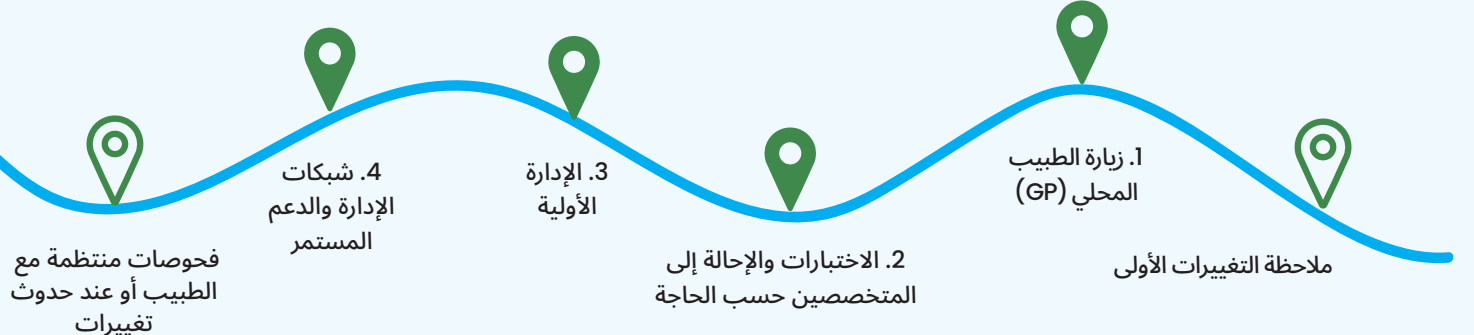 ملاحظة التغييرات الأولى
1. زيارة الطبيب
المحلي (GP)
2. الاختبارات والإحالة إلى
المتخصصين حسب الحاجة
3. الإدارة
الأولية
4. شبكات
الإدارة والدعم
المستمر
فحوصات منتظمة مع
الطبيب أو عند حدوث
تغييرات